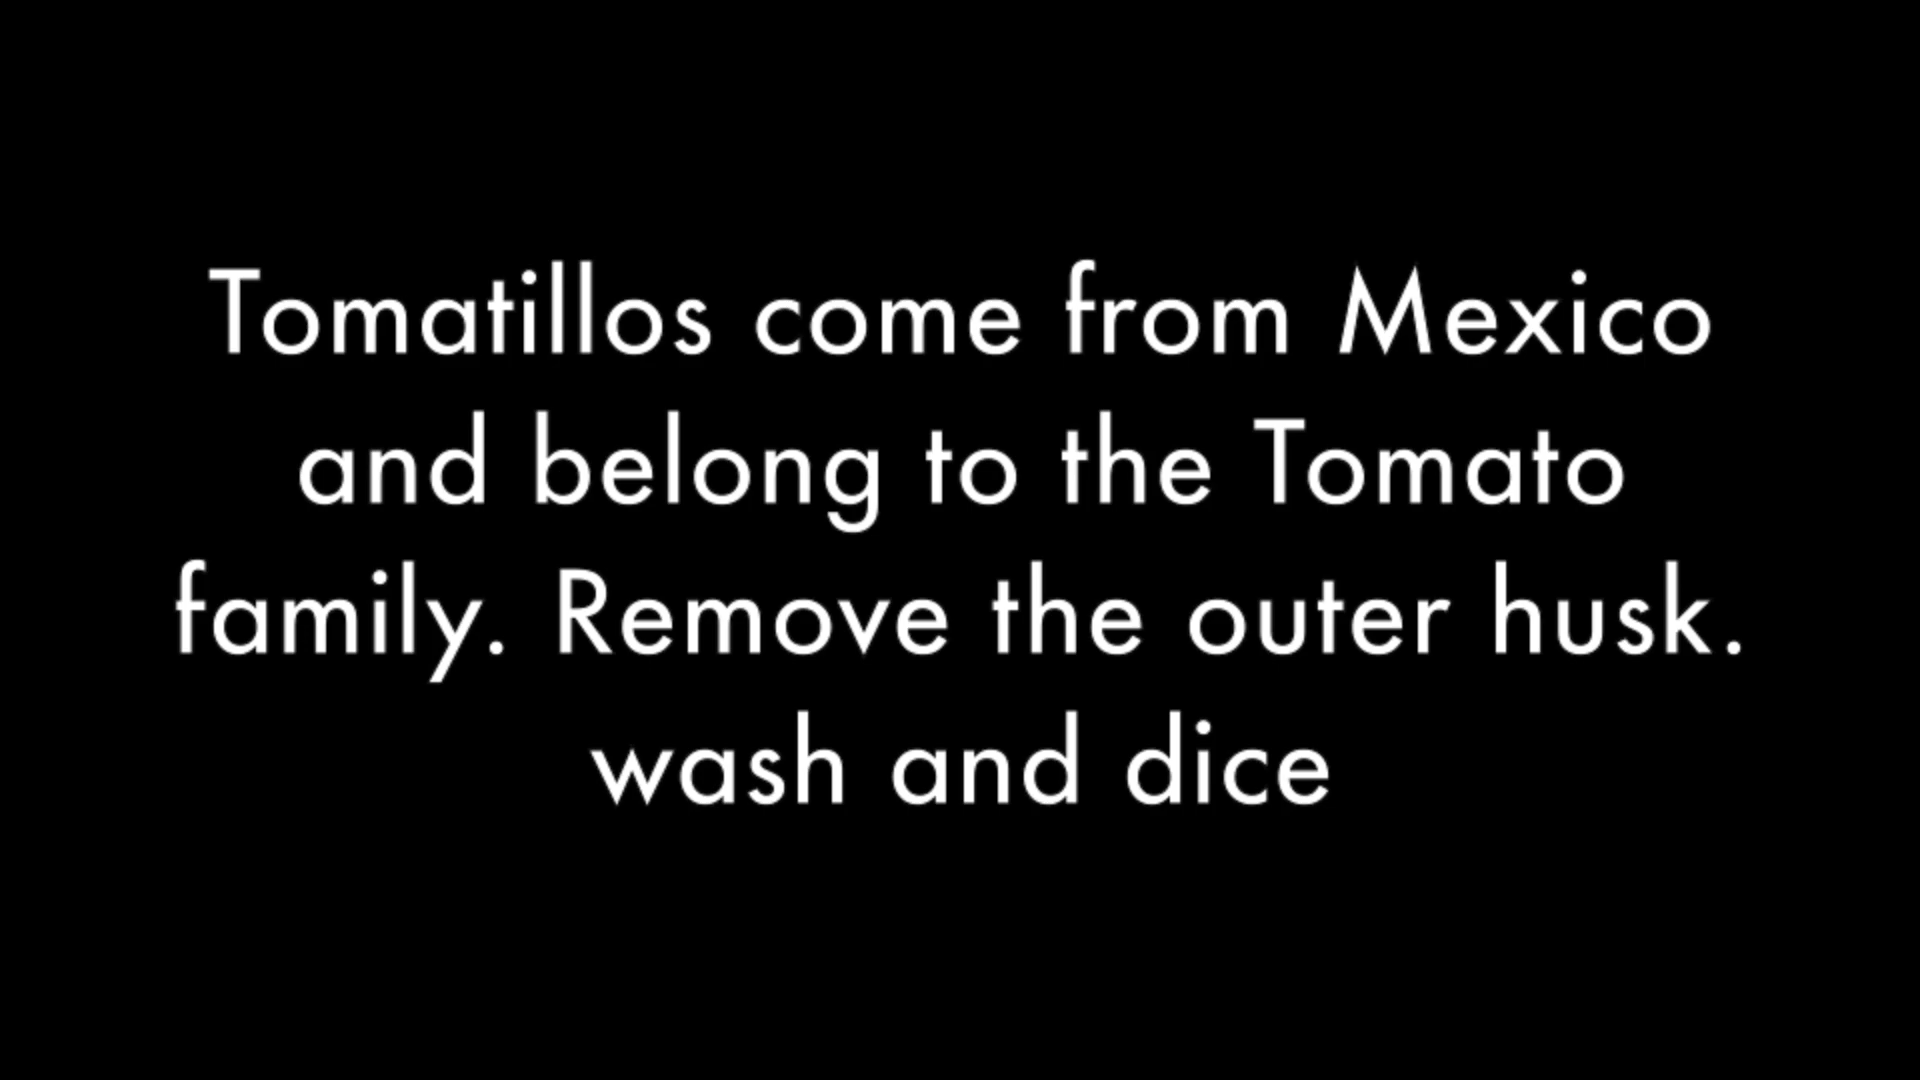 Tomatillos come from Mexico
and belong to the Tomato
family. Remove the outer husk.
wash and dice